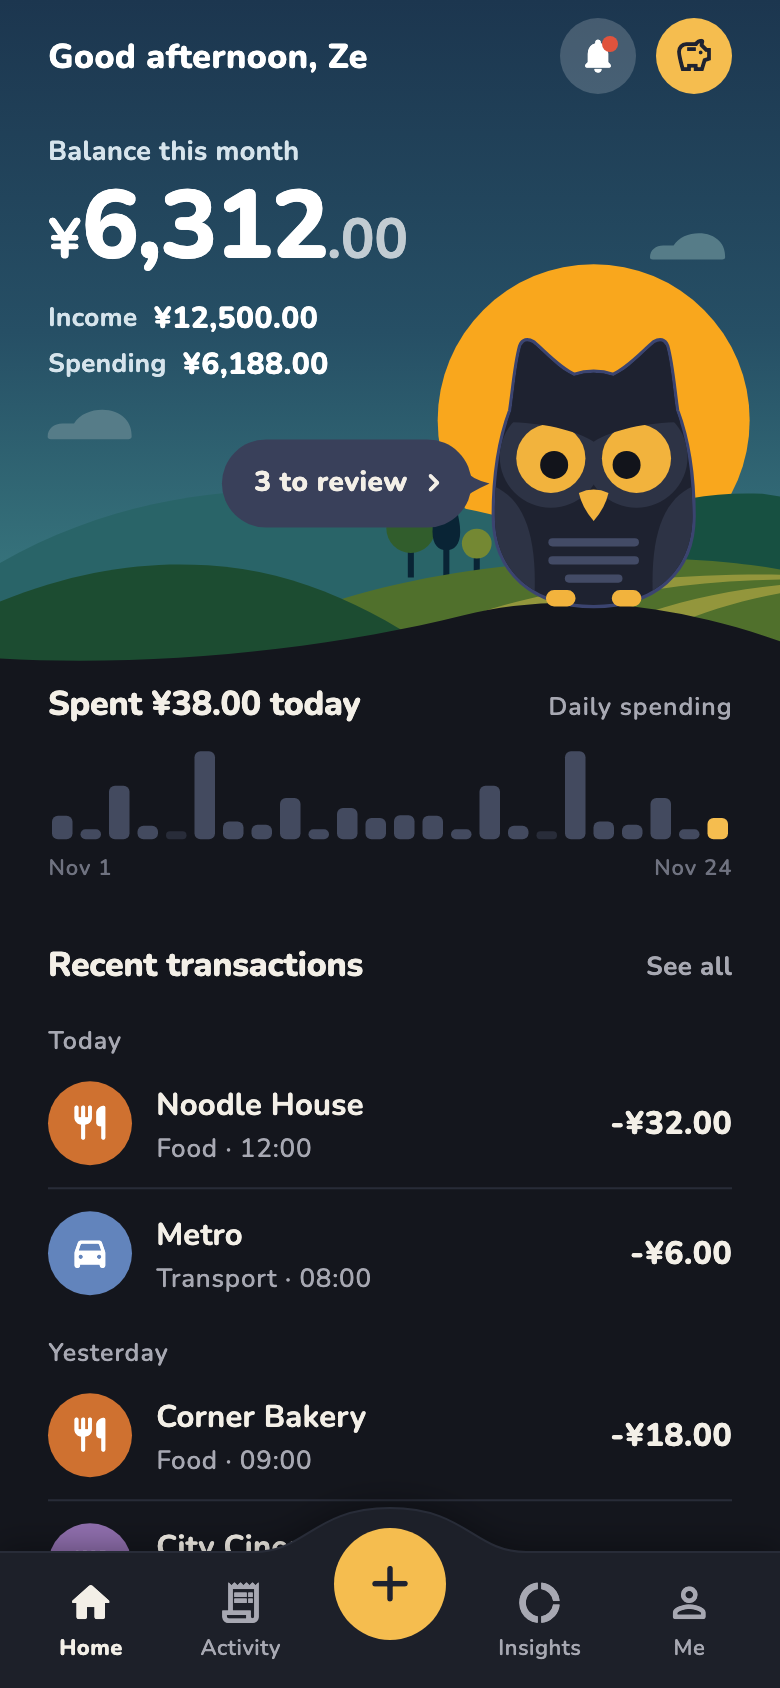 Good afternoon, Ze
Balance this month
¥6,312.00
Income ¥12,500.00
Spending ¥6,188.00
3 to review
Spent ¥38.00 today
Daily spending
Nov 1
Nov 24
Recent transactions
See all
Today
Noodle House
Food · 12:00
-¥32.00
Metro
Transport · 08:00
-¥6.00
Yesterday
Corner Bakery
Food · 09:00
-¥18.00
City
Home
Activity
Insights
Me